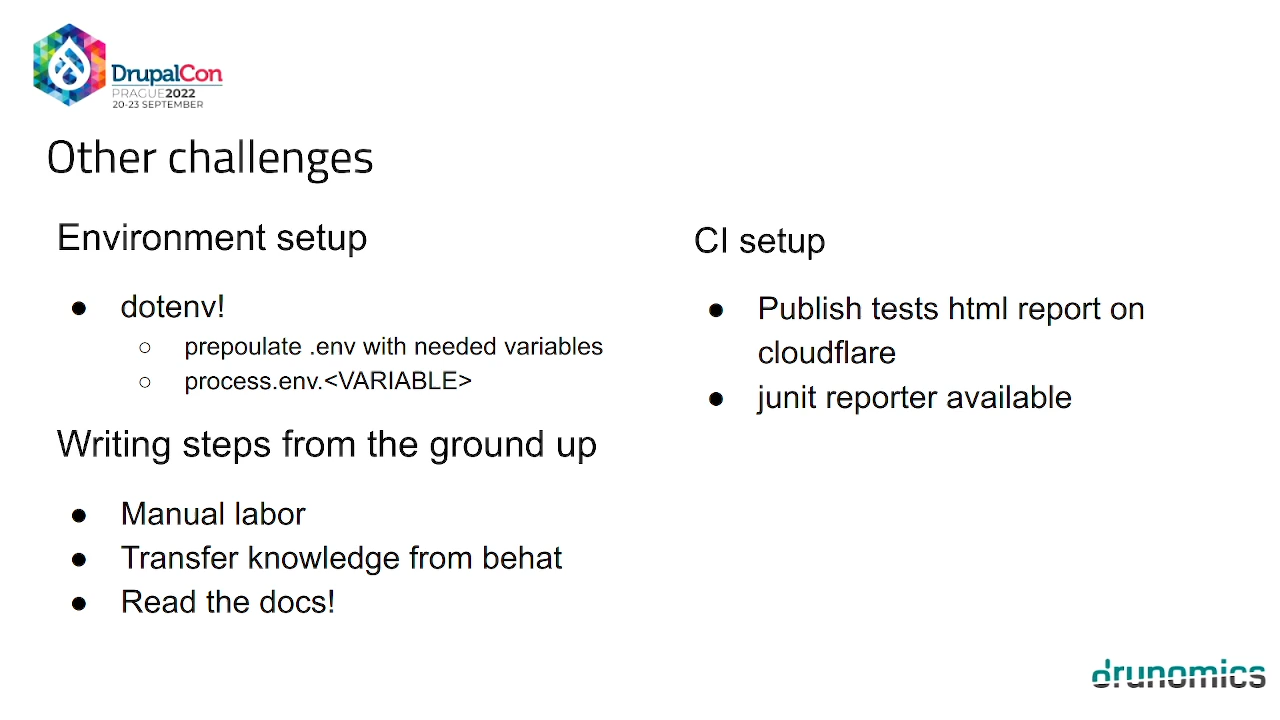 DrupalCon
PRAGUE2022
20-23 SEPTEMBER
Other challenges
Environment setup
● dotenv!
○ prepoulate .env with needed variables
○ process.env.<VARIABLE>
Writing steps from the ground up
● Manual labor
● Transfer knowledge from behat
● Read the docs!
CI setup
● Publish tests html report on
cloudflare
● junit reporter available
drunomics